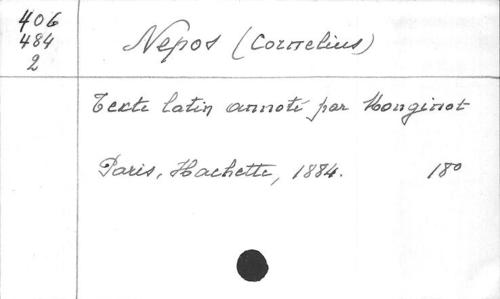 406
484
2
Nepos (Cornelius)
Texte latin annoté par Monginot
Paris, Hachette, 1884. 18°